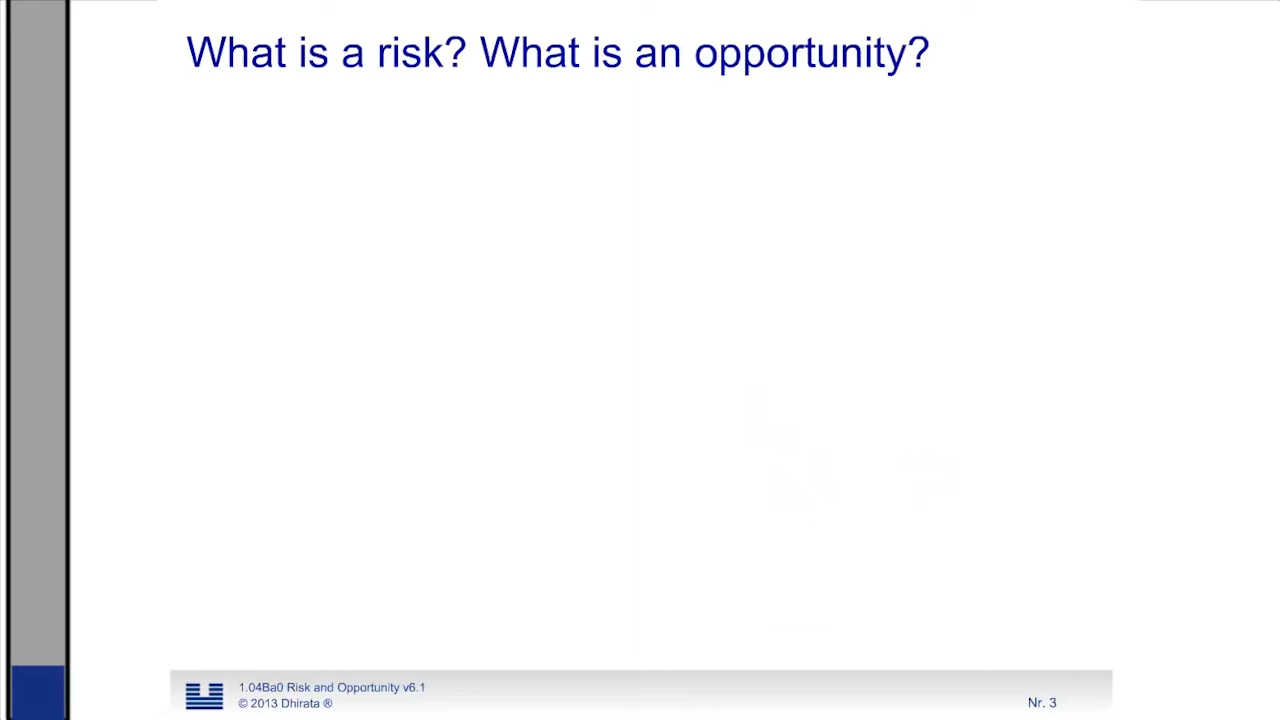 What is a risk? What is an opportunity?
1.04Ba0 Risk and Opportunity v6.1
© 2013 Dhirata ®
Nr. 3